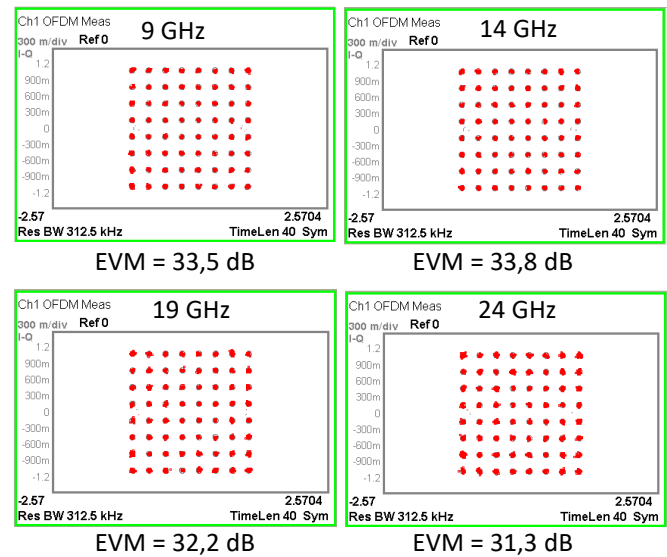 Ch1 OFDM Meas
9 GHz
300 m/div Ref 0
I-Q
1.2
900m
600m
300m
0
-300m
-600m
-900m
-1.2
-2.57 2.5704
Res BW 312.5 kHz TimeLen 40 Sym
EVM = 33,5 dB
Ch1 OFDM Meas
14 GHz
300 m/div Ref 0
I-Q
1.2
900m
600m
300m
0
-300m
-600m
-900m
-1.2
-2.57 2.5704
Res BW 312.5 kHz TimeLen 40 Sym
EVM = 33,8 dB
Ch1 OFDM Meas
19 GHz
300 m/div Ref 0
I-Q
1.2
900m
600m
300m
0
-300m
-600m
-900m
-1.2
-2.57 2.5704
Res BW 312.5 kHz TimeLen 40 Sym
EVM = 32,2 dB
Ch1 OFDM Meas
24 GHz
300 m/div Ref 0
I-Q
1.2
900m
600m
300m
0
-300m
-600m
-900m
-1.2
-2.57 2.5704
Res BW 312.5 kHz TimeLen 40 Sym
EVM = 31,3 dB